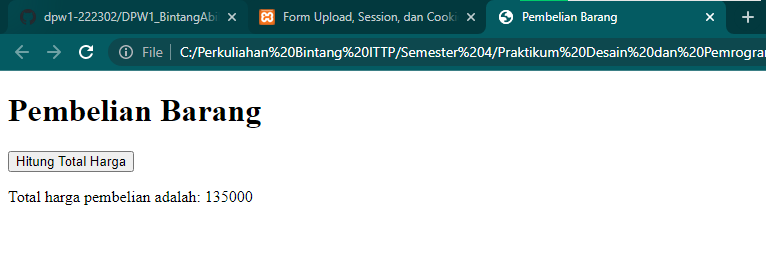 dpw1-222302/DPW1_BintangAbi
Form Upload, Session, dan Cooki
Pembelian Barang
File
C:/Perkuliahan%20Bintang%20ITTP/Semester%204/Praktikum%20Desain%20dan%20Pemrogram
Pembelian Barang
Hitung Total Harga
Total harga pembelian adalah: 135000